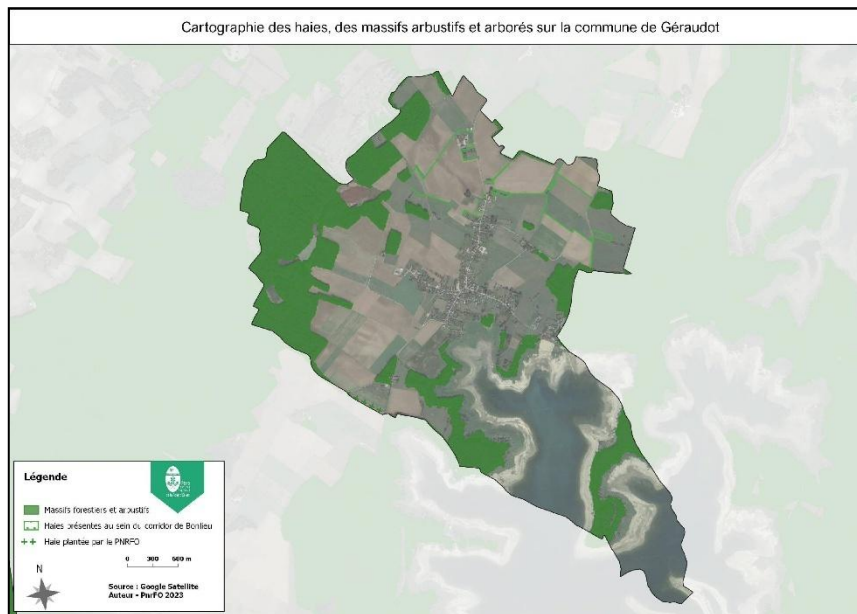 Cartographie des haies, des massifs arbustifs et arborés sur la commune de Géraudot
Légende
Massifs forestiers et arbustifs
Haies présentes au sein du corridor de Bonlieu
Haie plantée par le PNRFO
0 300 600 m
N
Source : Google Satellite
Auteur - PnrFO 2023